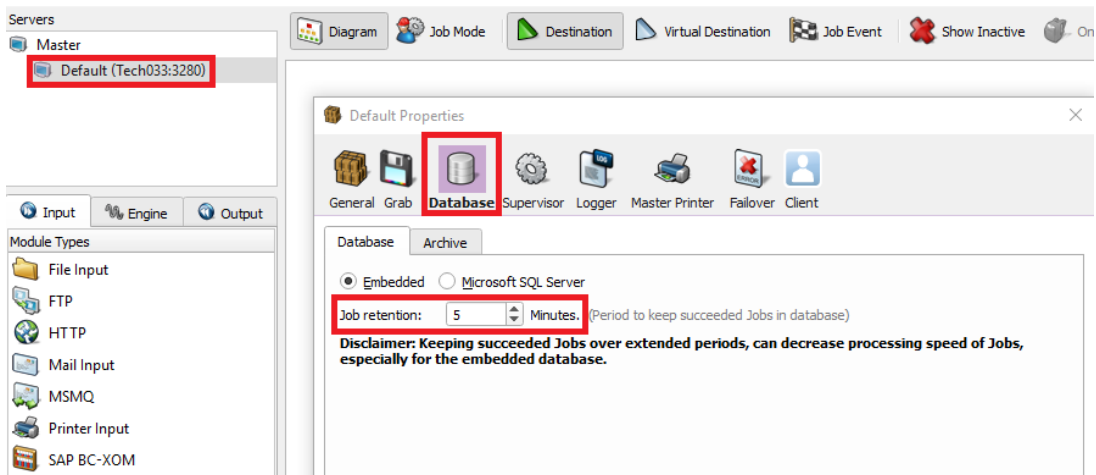 Servers
Master
Default (Tech033:3280)
Diagram Job Mode Destination Virtual Destination Job Event Show Inactive On
Default Properties
General Grab Database Supervisor Logger Master Printer Failover Client
LOG
ERROR
Input Engine Output
Module Types
File Input
FTP
HTTP
Mail Input
MSMQ
Printer Input
SAP BC-XOM
Database Archive
Embedded Microsoft SQL Server
Job retention: 5 Minutes. (Period to keep succeeded Jobs in database)
Disclaimer: Keeping succeeded Jobs over extended periods, can decrease processing speed of Jobs,
especially for the embedded database.